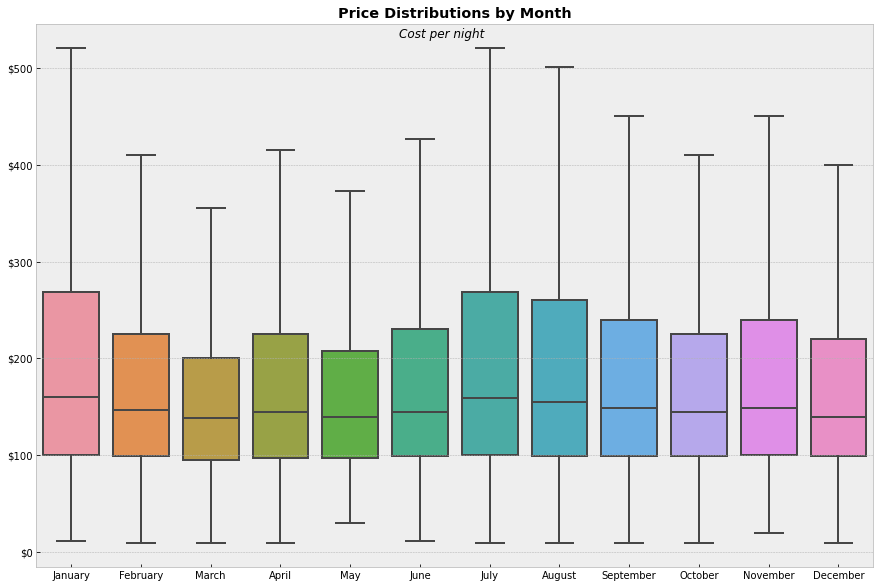 Price Distributions by Month
Cost per night
$500
$400
$300
$200
$100
$0
January February March April May June July August September October November December